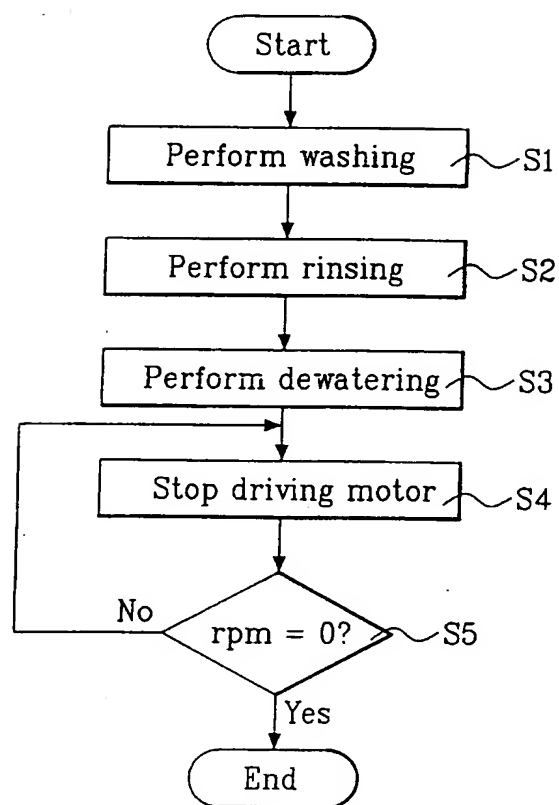 Start
Perform washing S1
Perform rinsing S2
Perform dewatering S3
Stop driving motor S4
No
rpm = 0? S5
Yes
End